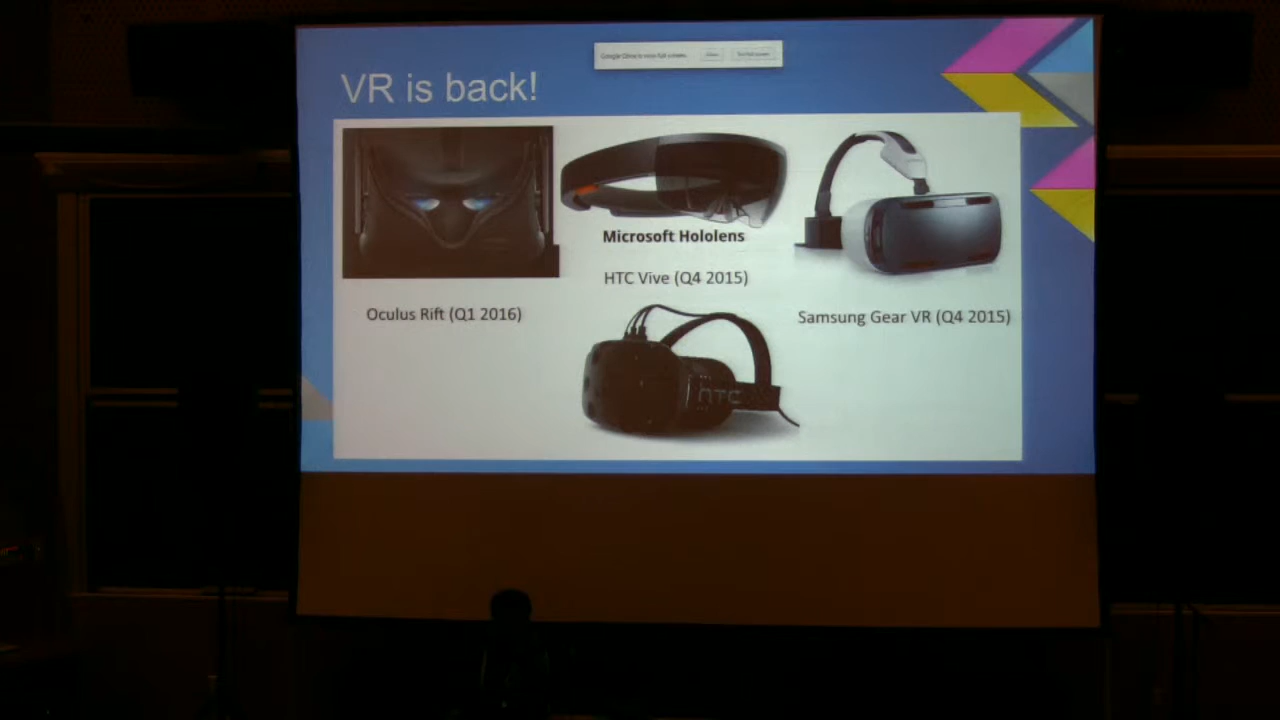 VR is back!
Microsoft Hololens
HTC Vive (Q4 2015)
Oculus Rift (Q1 2016)
Samsung Gear VR (Q4 2015)
hTC